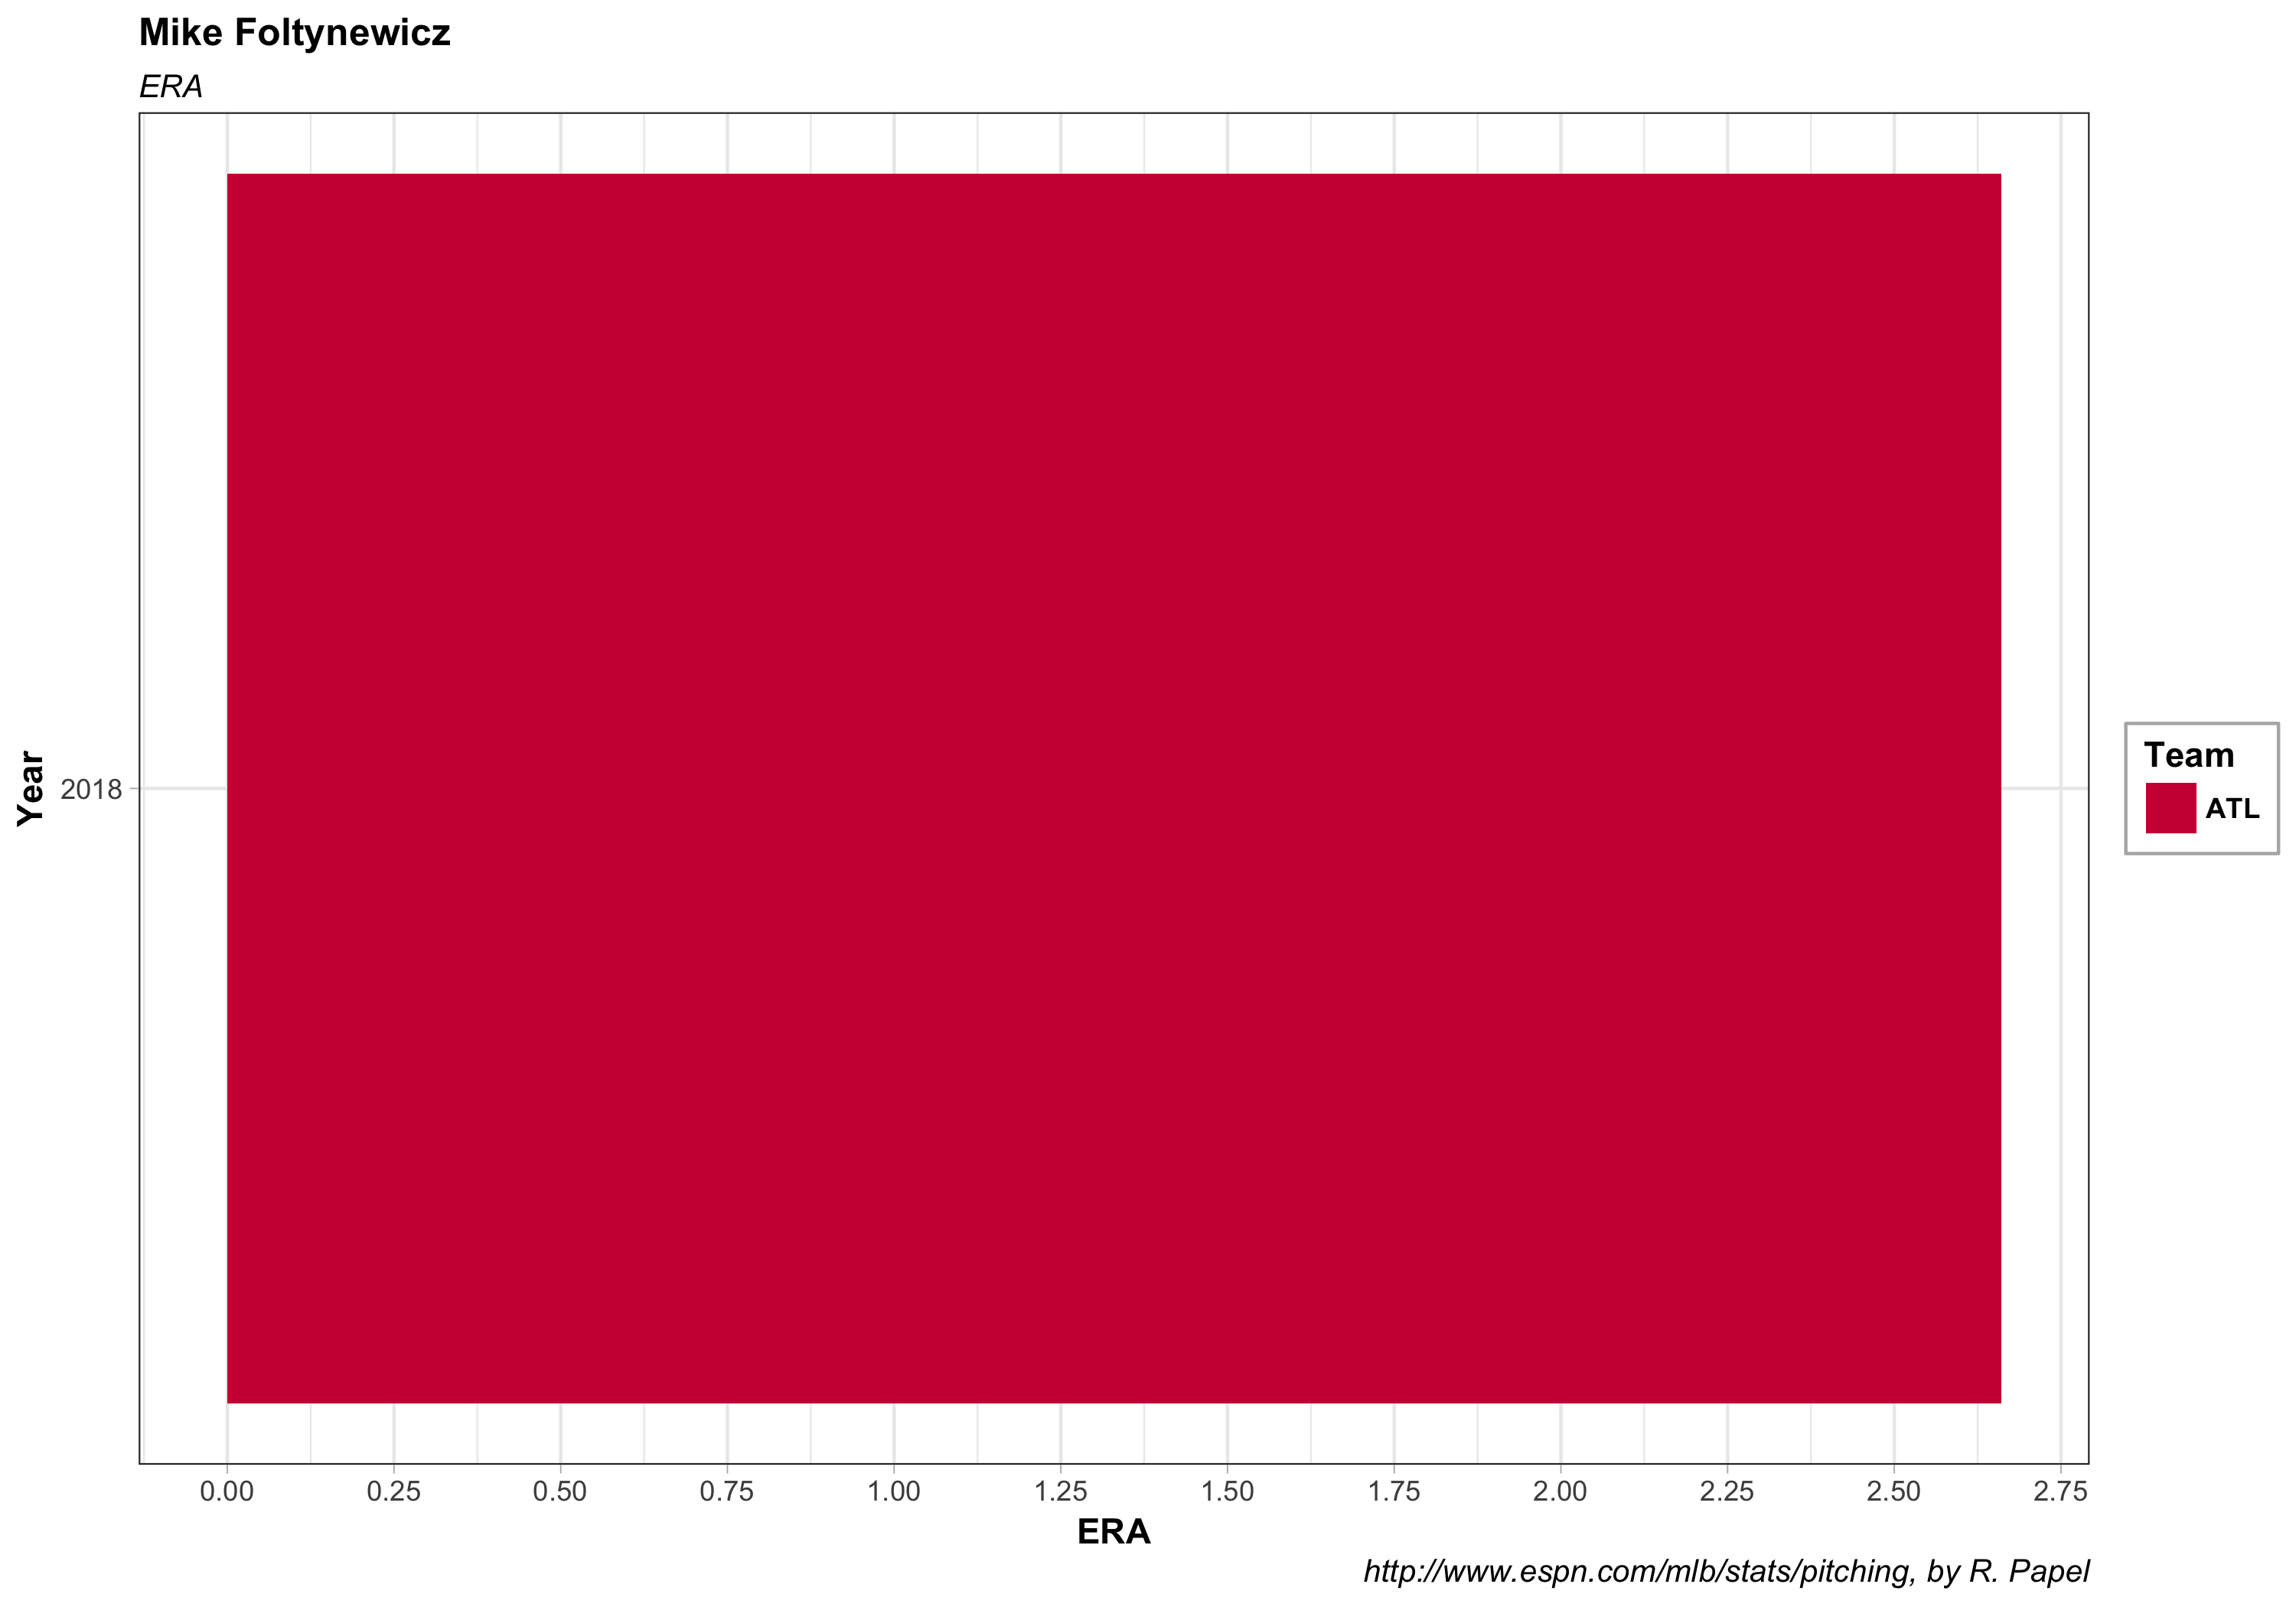 Mike Foltynewicz
ERA
Year
2018
Team
ATL
0.00 0.25 0.50 0.75 1.00 1.25 1.50 1.75 2.00 2.25 2.50 2.75
ERA
http://www.espn.com/mlb/stats/pitching, by R. Papel